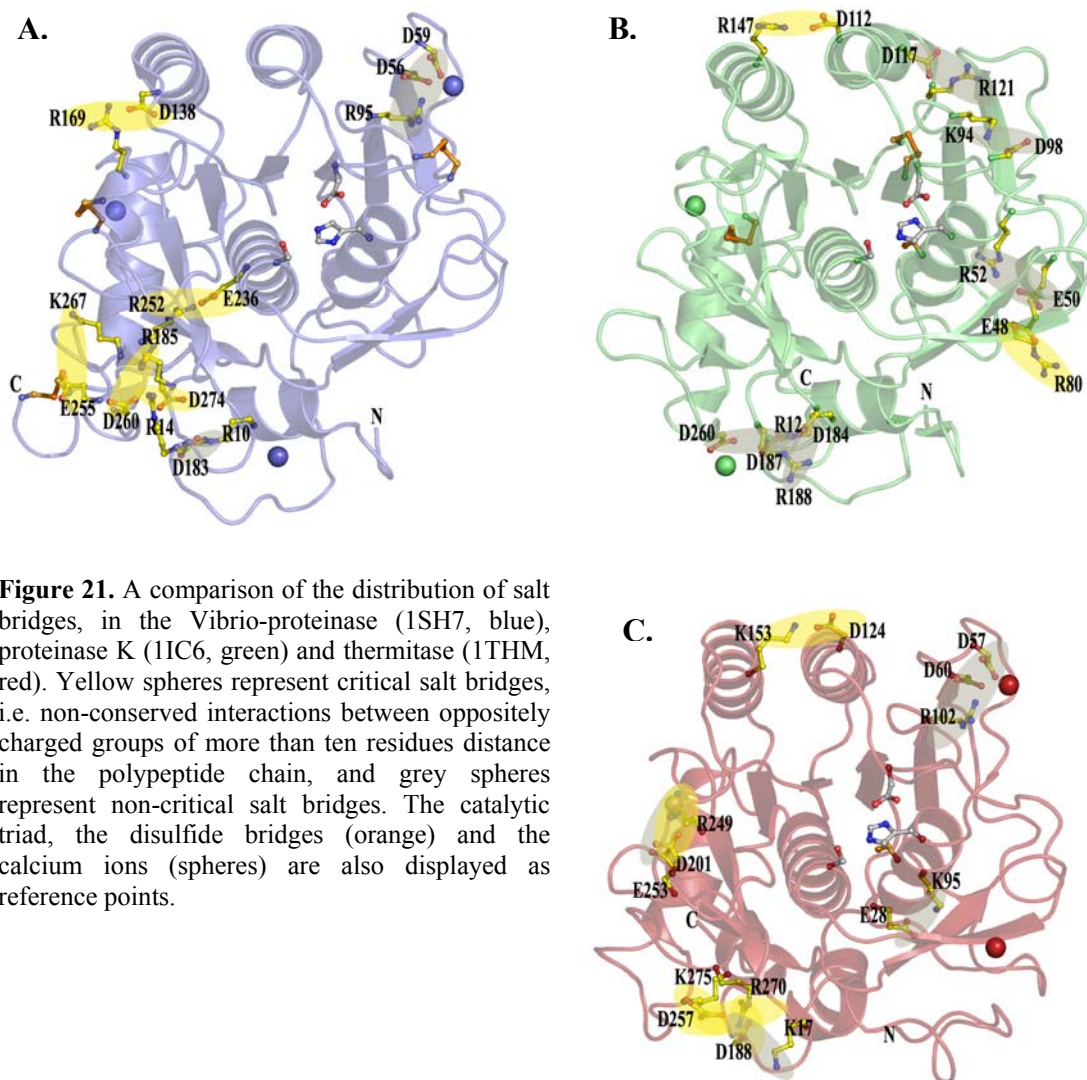 A.
D59
D56
R95
R169
D138
K267
R252
E236
R185
C
E255
D260
R14
D274
R10
D183
N
B.
R147
D112
D117
R121
K94
D98
R52
E50
E48
R80
C
N
D260
R12
D184
D187
R188
Figure 21. A comparison of the distribution of salt
bridges, in the Vibrio-proteinase (1SH7, blue),
proteinase K (1IC6, green) and thermitase (1THM,
red). Yellow spheres represent critical salt bridges,
i.e. non-conserved interactions between oppositely
charged groups of more than ten residues distance
in the polypeptide chain, and grey spheres
represent non-critical salt bridges. The catalytic
triad, the disulfide bridges (orange) and the
calcium ions (spheres) are also displayed as
reference points.
C.
K153
D124
D57
D60
R102
R249
D201
E253
C
K95
E28
K275
R270
D257
K17
D188
N